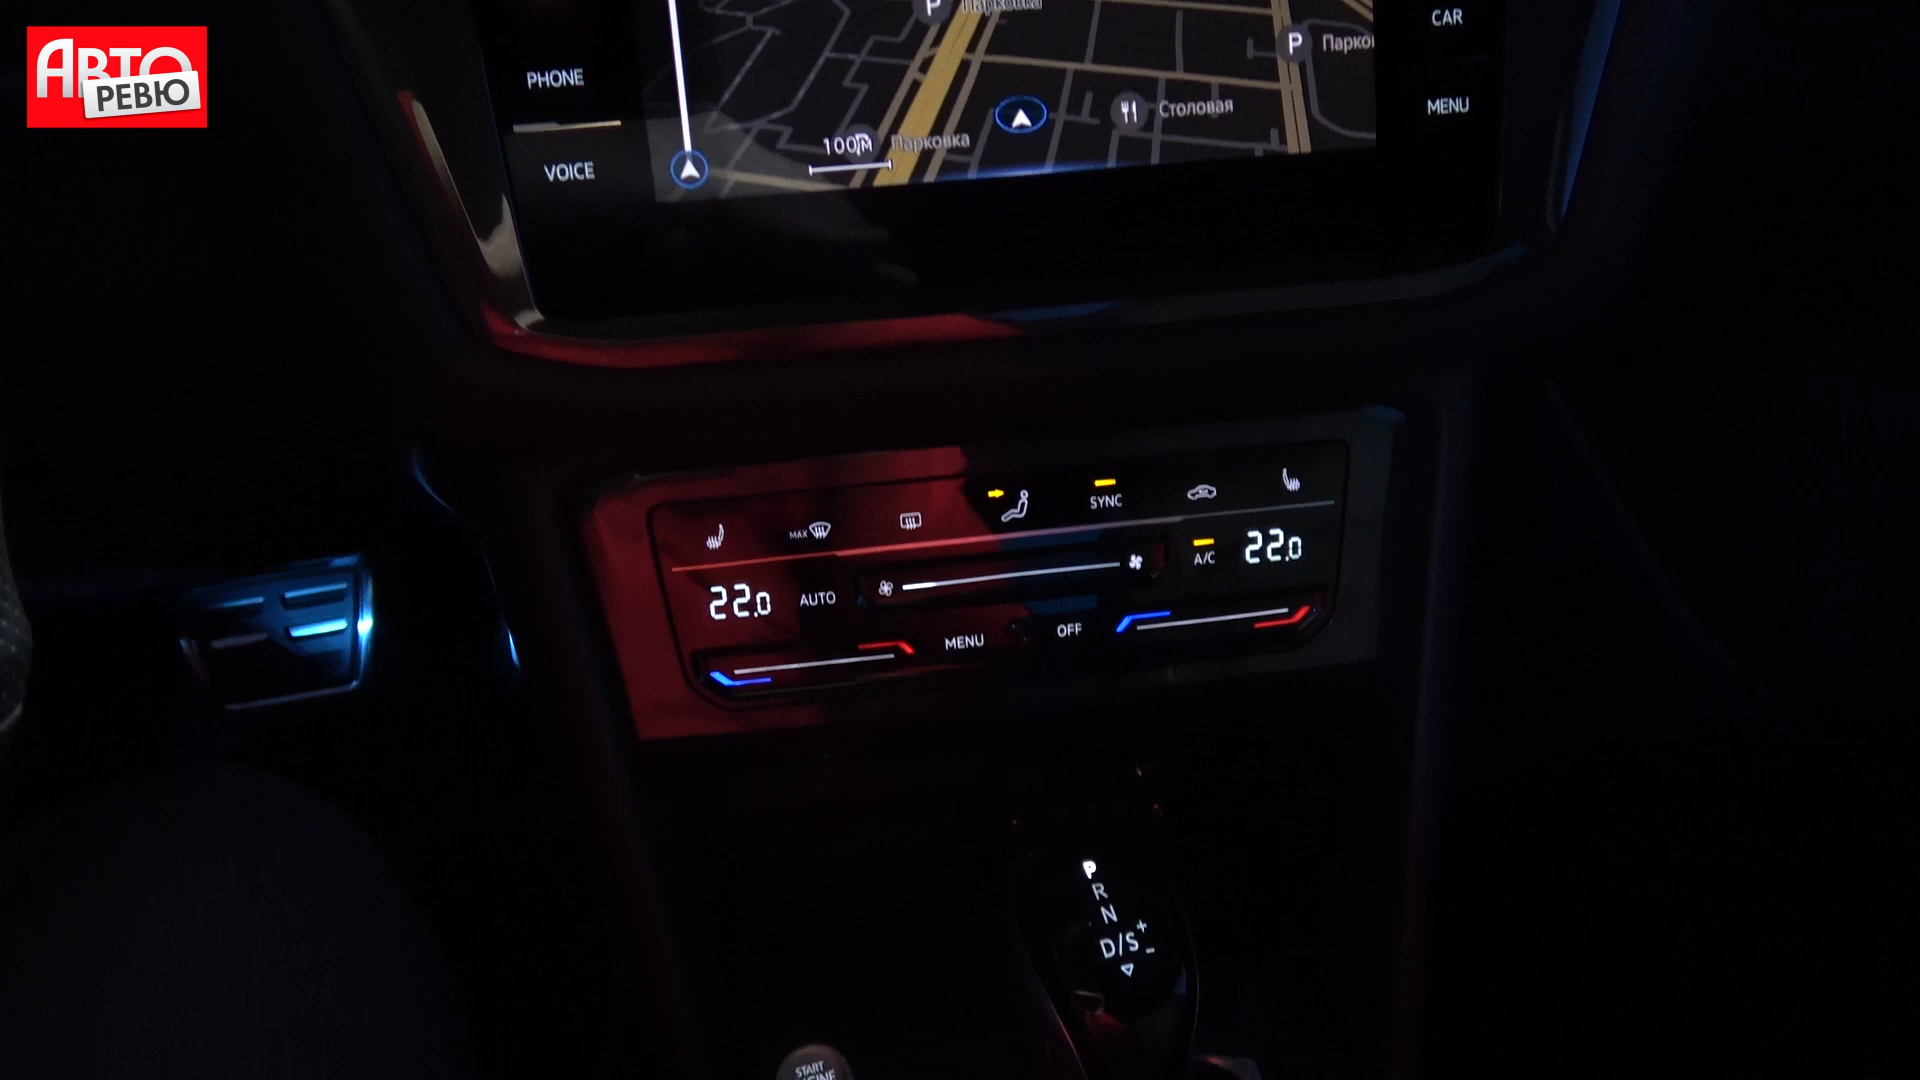 АВТО
РЕВЮ
PHONE
VOICE
P
Парковка
P
CAR
MENU
Столовая
100
Парковка
MAX
SYNC
22.0
AUTO
A/C
22.0
MENU
OFF
P
R
N
D/S
+
-
START